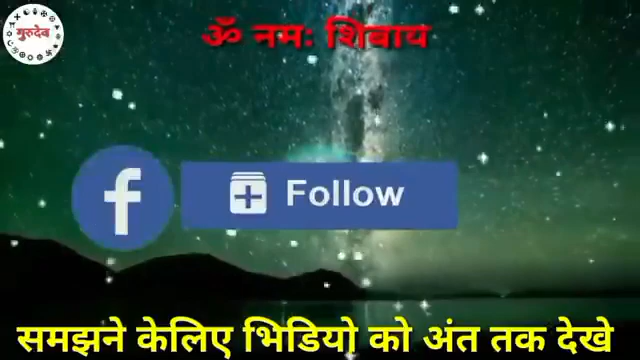 गुरुदेव
ॐ नमः शिवाय
f Follow
समझने केलिए भिडियो को अंत तक देखे